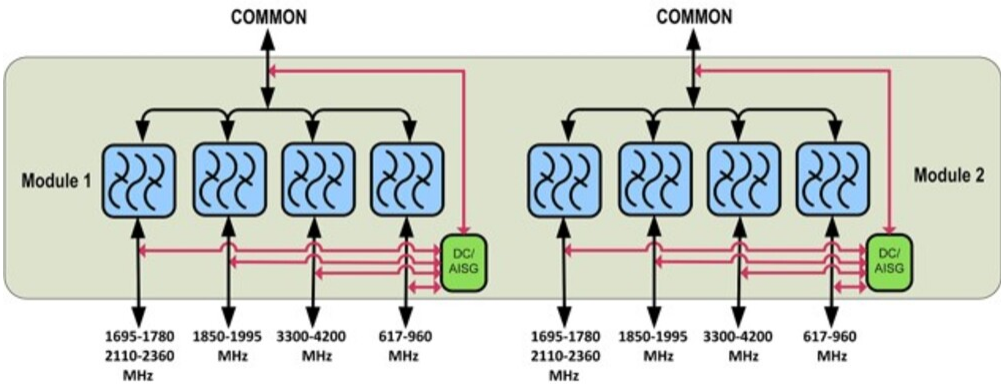 COMMON
COMMON
Module 1
Module 2
DC/
AISG
DC/
AISG
1695-1780
2110-2360
MHz
1850-1995
MHz
3300-4200
MHz
617-960
MHz
1695-1780
2110-2360
MHz
1850-1995
MHz
3300-4200
MHz
617-960
MHz